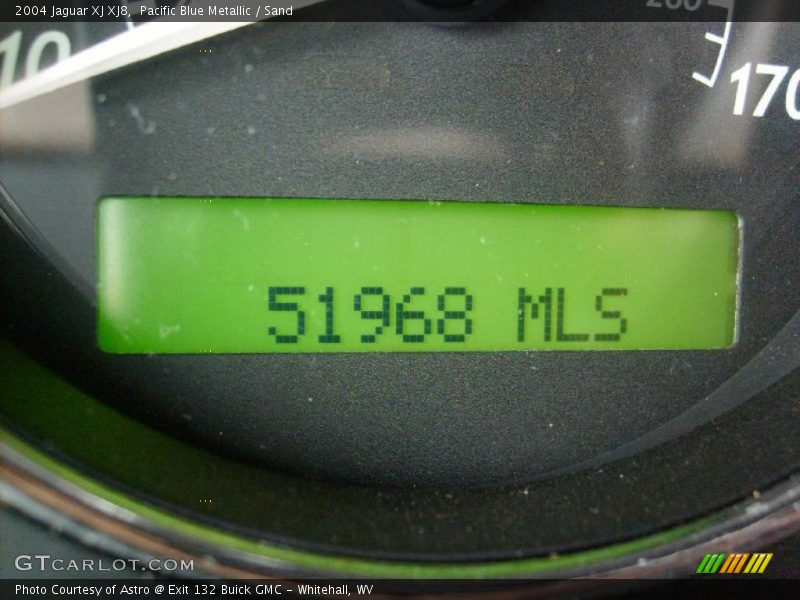 2004 Jaguar XJ XJ8, Pacific Blue Metallic / Sand
10
170
51968 MLS
GTCARLOT.COM
Photo Courtesy of Astro @ Exit 132 Buick GMC - Whitehall, WV